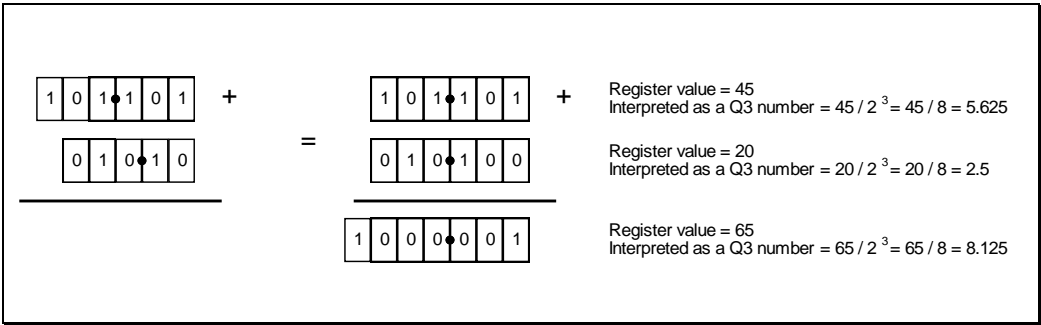 1 0 1 1 0 1 + 1 0 1 1 0 1 + Register value = 45
Interpreted as a Q3 number = 45 / 2 ³ = 45 / 8 = 5.625
=
0 1 0 1 0 0 1 0 1 0 0 Register value = 20
Interpreted as a Q3 number = 20 / 2 ³ = 20 / 8 = 2.5
1 0 0 0 0 0 1 Register value = 65
Interpreted as a Q3 number = 65 / 2 ³ = 65 / 8 = 8.125